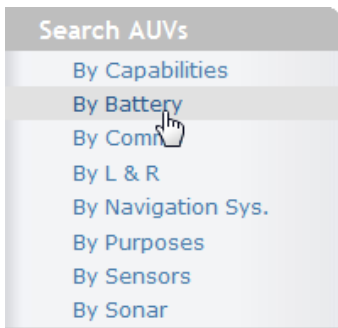 Search AUVs
By Capabilities
By Battery
By Comm
By L & R
By Navigation Sys.
By Purposes
By Sensors
By Sonar